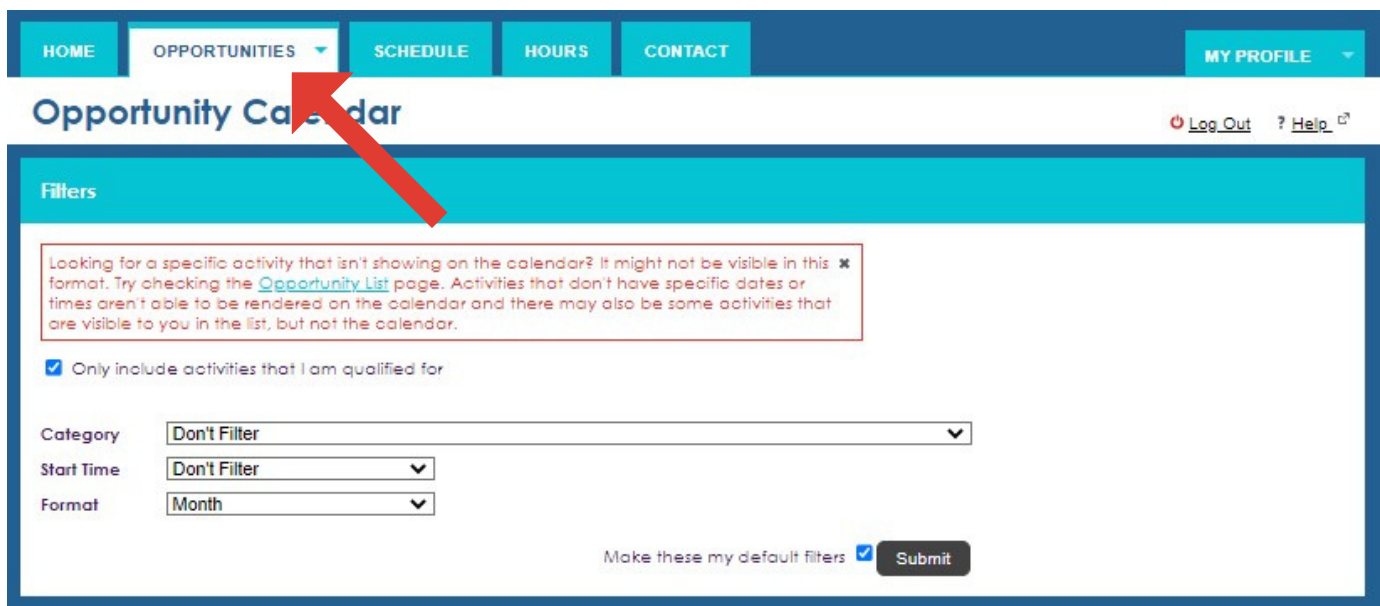 HOME OPPORTUNITIES SCHEDULE HOURS CONTACT MY PROFILE
Opportunity Calendar
Log Out ? Help
Filters
Looking for a specific activity that isn't showing on the calendar? It might not be visible in this ✖
format. Try checking the Opportunity List page. Activities that don't have specific dates or
times aren't able to be rendered on the calendar and there may also be some activities that
are visible to you in the list, but not the calendar.
Only include activities that I am qualified for
Category Don't Filter
Start Time Don't Filter
Format Month
Make these my default filters Submit